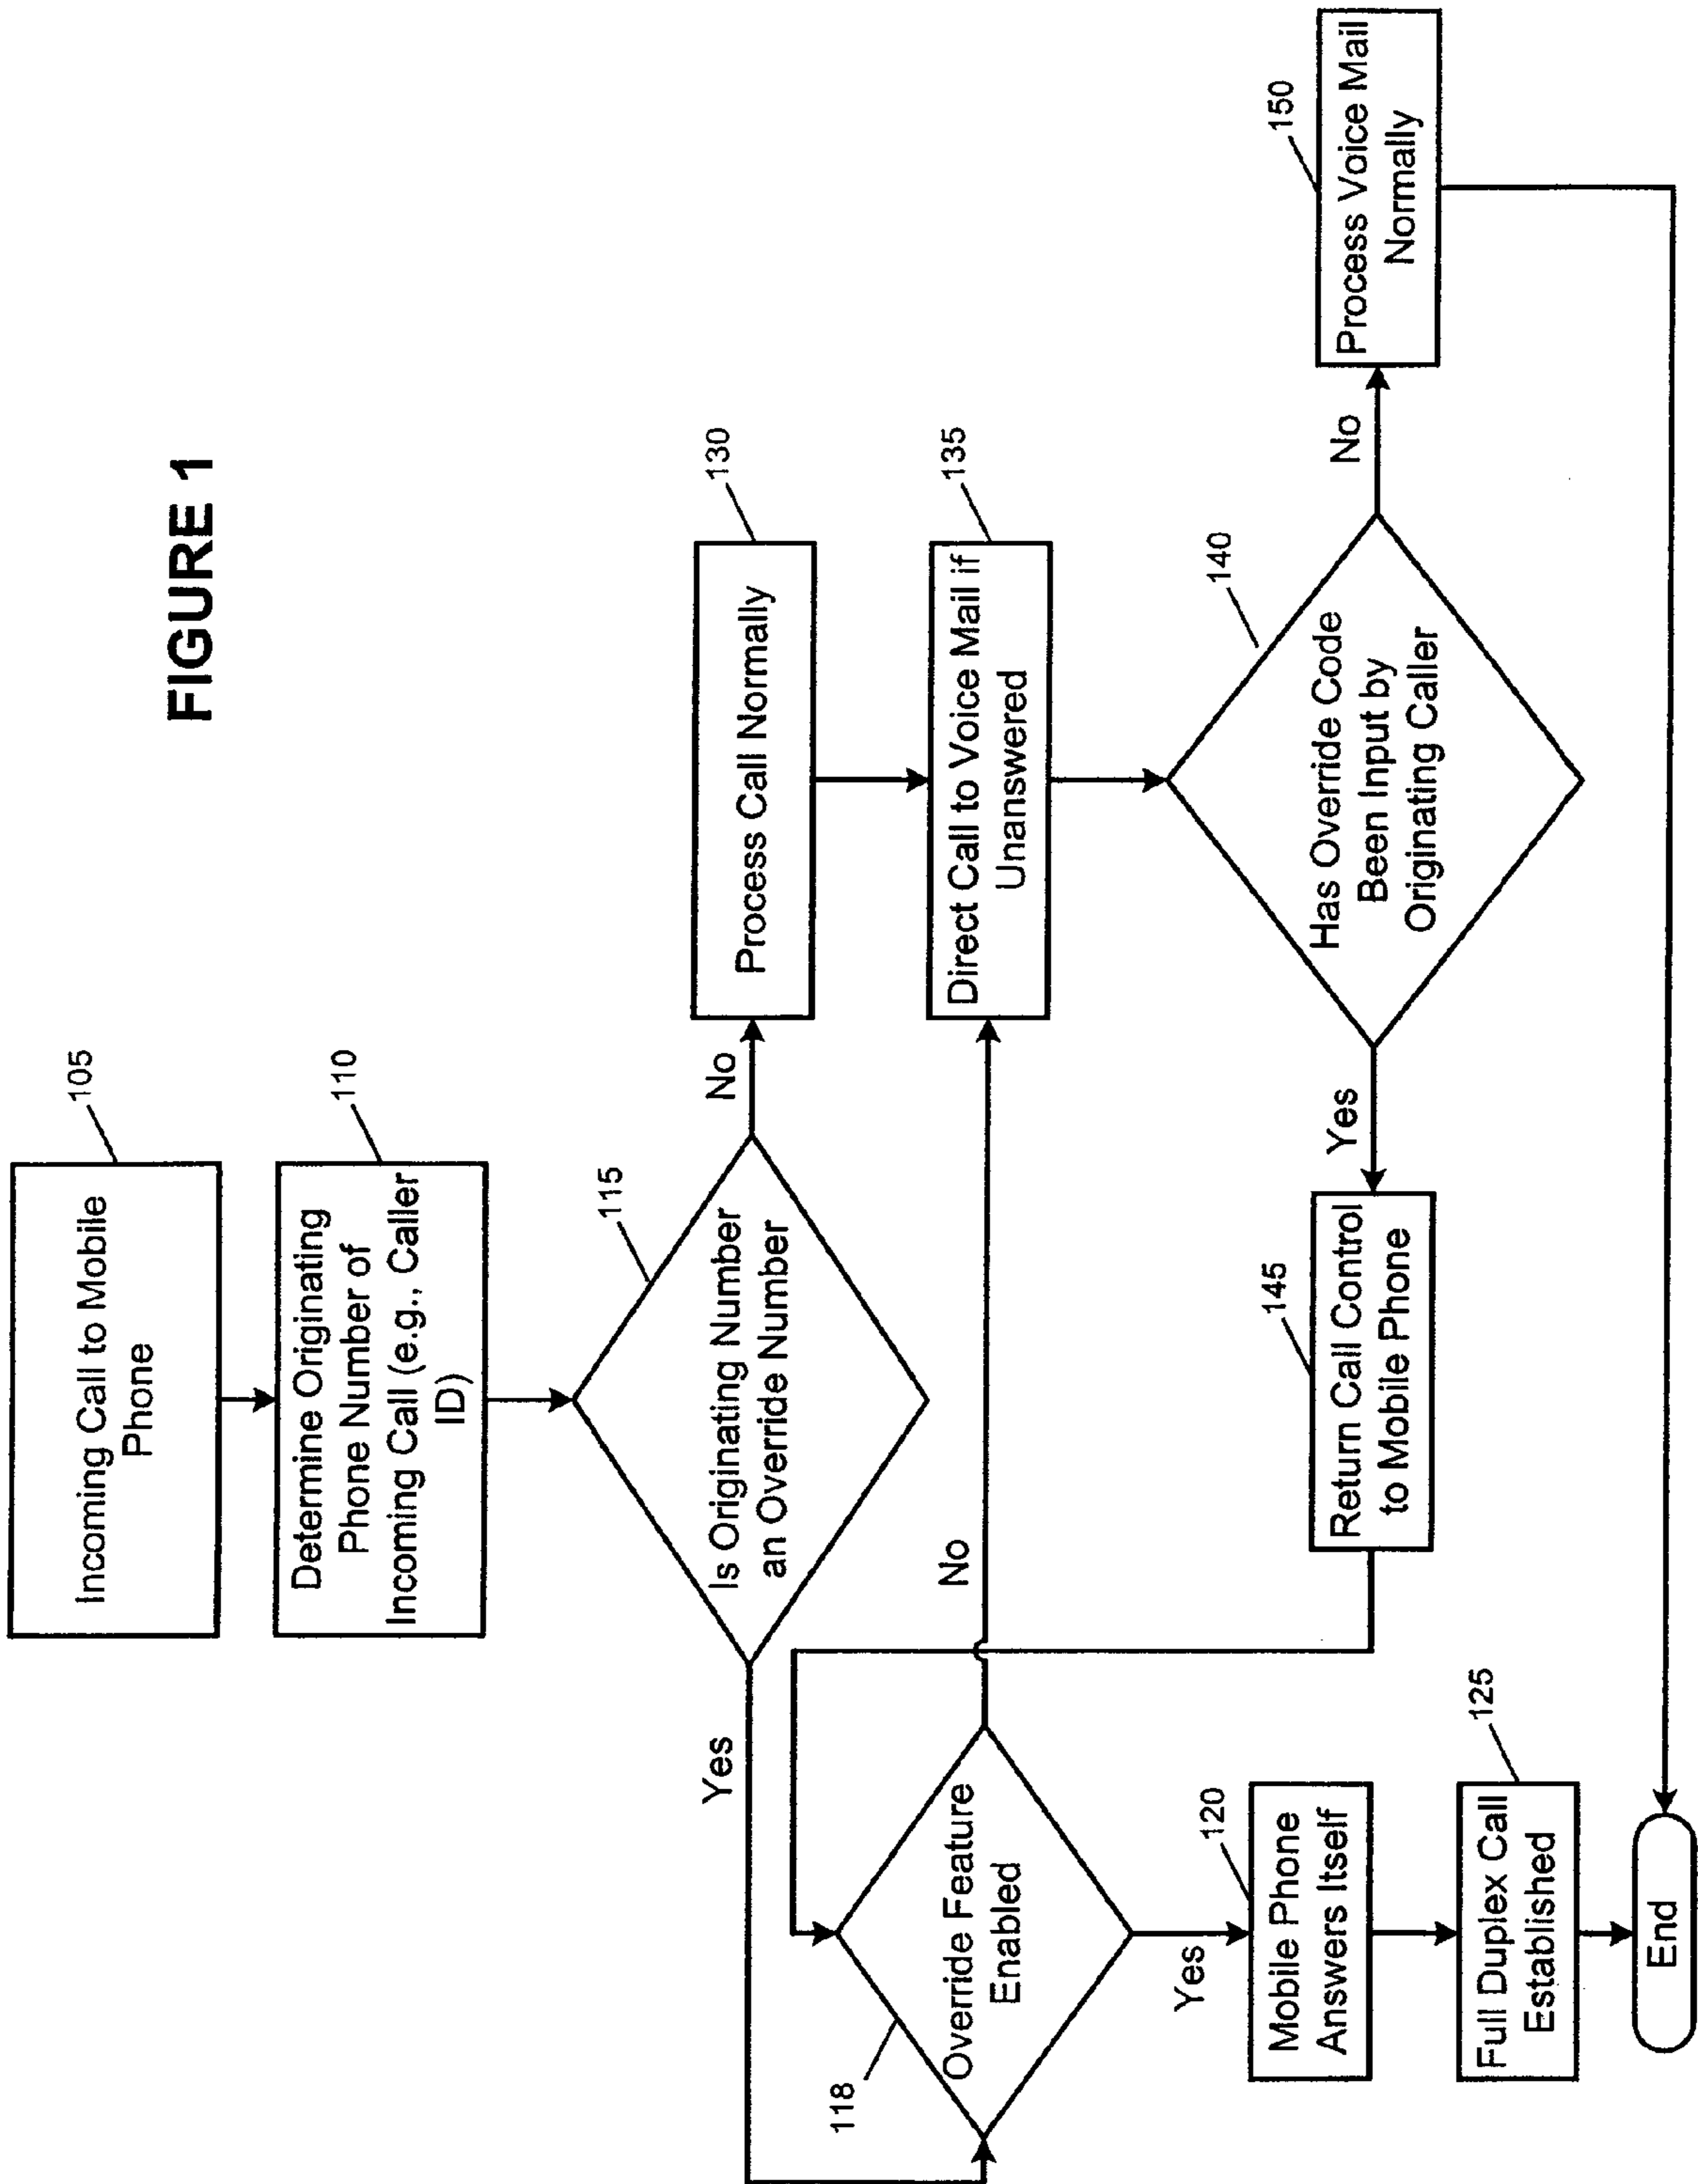 FIGURE 1
105
Incoming Call to Mobile
Phone
110
Determine Originating
Phone Number of
Incoming Call (e.g., Caller
ID)
115
Is Originating Number
an Override Number
No
Yes
130
Process Call Normally
135
Direct Call to Voice Mail if
Unanswered
No
118
Override Feature
Enabled
Yes
120
Mobile Phone
Answers Itself
125
Full Duplex Call
Established
140
Has Override Code
Been Input by
Originating Caller
Yes
No
145
Return Call Control
to Mobile Phone
150
Process Voice Mail
Normally
End